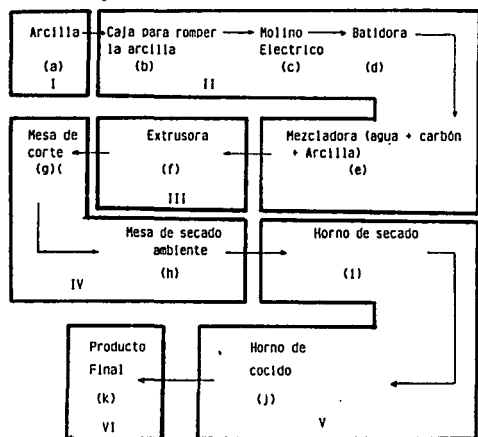 Arcilla
(a)
I
Caja para romper
la arcilla
(b)
Molino
Electrico
(c)
Batidora
(d)
II
Mesa de
corte
(g)(
Extrusora
(f)
III
Mezcladora (agua + carbón
+ Arcilla)
(e)
Mesa de secado
ambiente
(h)
IV
Horno de secado
(i)
Producto
Final
(k)
VI
Horno de
cocido
(j)
V